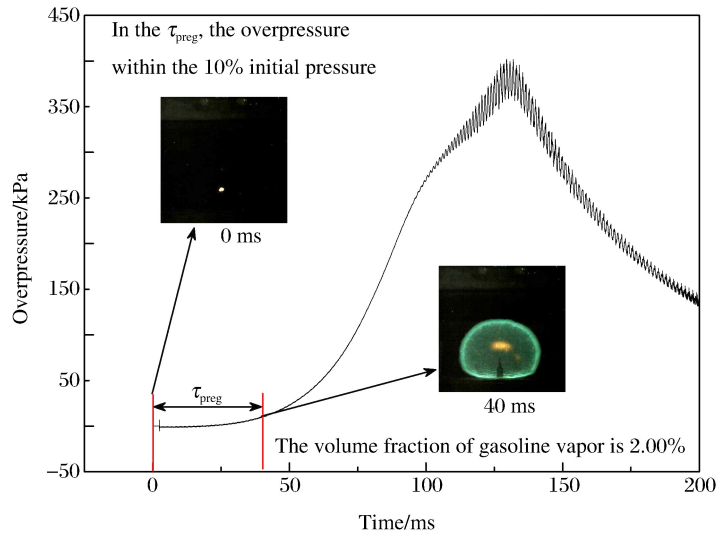 450
350
250
150
50
−50
Overpressure/kPa
In the τpreg, the overpressure
within the 10% initial pressure
0 ms
τpreg
40 ms
The volume fraction of gasoline vapor is 2.00%
0
50
100
150
200
Time/ms